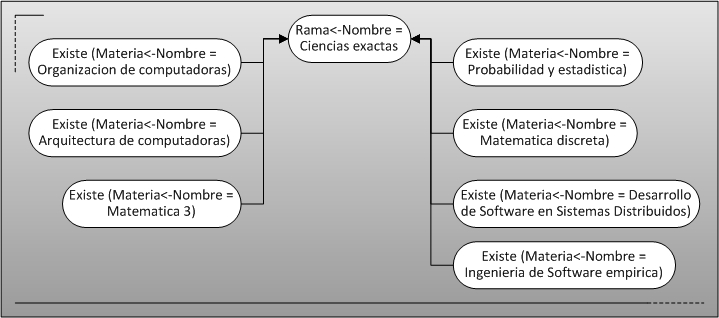 Rama<-Nombre =
Ciencias exactas
Existe (Materia<-Nombre =
Organizacion de computadoras)
Existe (Materia<-Nombre =
Arquitectura de computadoras)
Existe (Materia<-Nombre =
Matematica 3)
Existe (Materia<-Nombre =
Probabilidad y estadistica)
Existe (Materia<-Nombre =
Matematica discreta)
Existe (Materia<-Nombre = Desarrollo
de Software en Sistemas Distribuidos)
Existe (Materia<-Nombre =
Ingenieria de Software empirica)